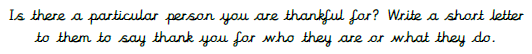 Is there a particular person you are thankful for? Write a short letter
to them to say thank you for who they are or what they do.